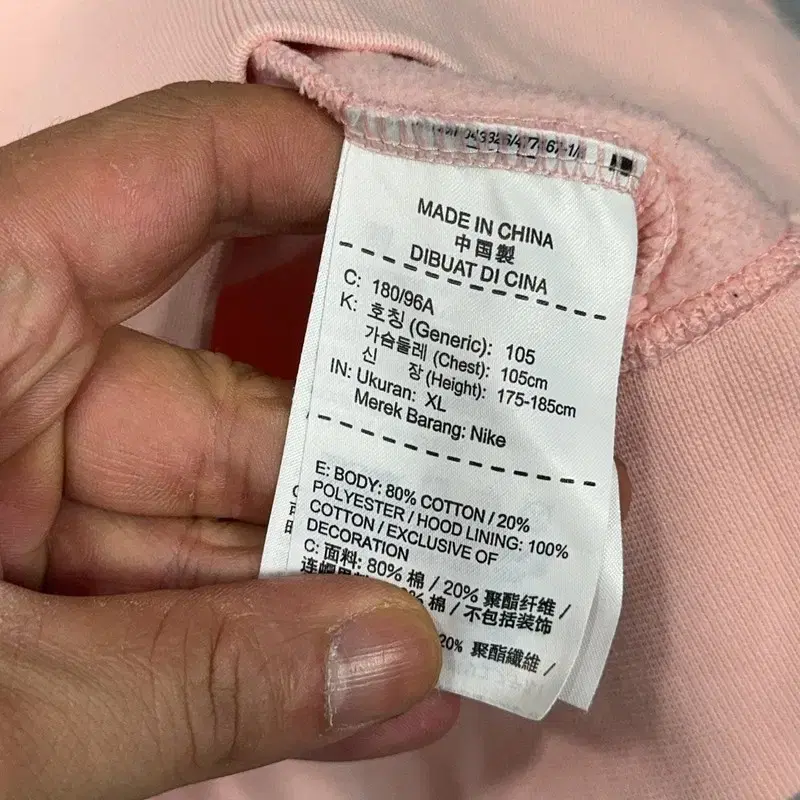 MADE IN CHINA
中国製
DIBUAT DI CINA
C: 180/96A
K: 호칭 (Generic): 105
가슴둘레 (Chest): 105cm
신 장 (Height): 175-185cm
IN: Ukuran: XL
Merek Barang: Nike
E: BODY: 80% COTTON / 20%
POLYESTER / HOOD LINING: 100%
COTTON / EXCLUSIVE OF
DECORATION
C: 面料: 80% 棉 / 20% 聚酯纤维 /
连帽 棉 / 不包括装饰
20% 聚酯纖維 /